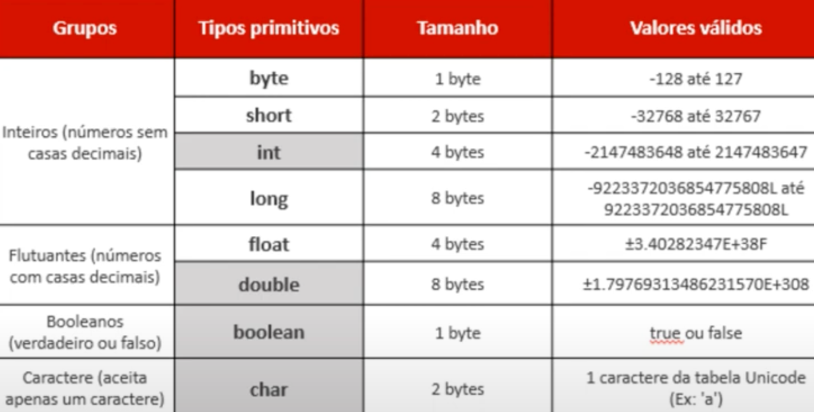 Grupos Tipos primitivos Tamanho Valores válidos
Inteiros (números sem
casas decimais)
byte 1 byte -128 até 127
short 2 bytes -32768 até 32767
int 4 bytes -2147483648 até 2147483647
long 8 bytes -9223372036854775808L até
9223372036854775808L
Flutuantes (números
com casas decimais)
float 4 bytes ±3.40282347E+38F
double 8 bytes ±1.79769313486231570E+308
Booleanos
(verdadeiro ou falso)
boolean 1 byte true ou false
Caractere (aceita
apenas um caractere)
char 2 bytes 1 caractere da tabela Unicode
(Ex: 'a')